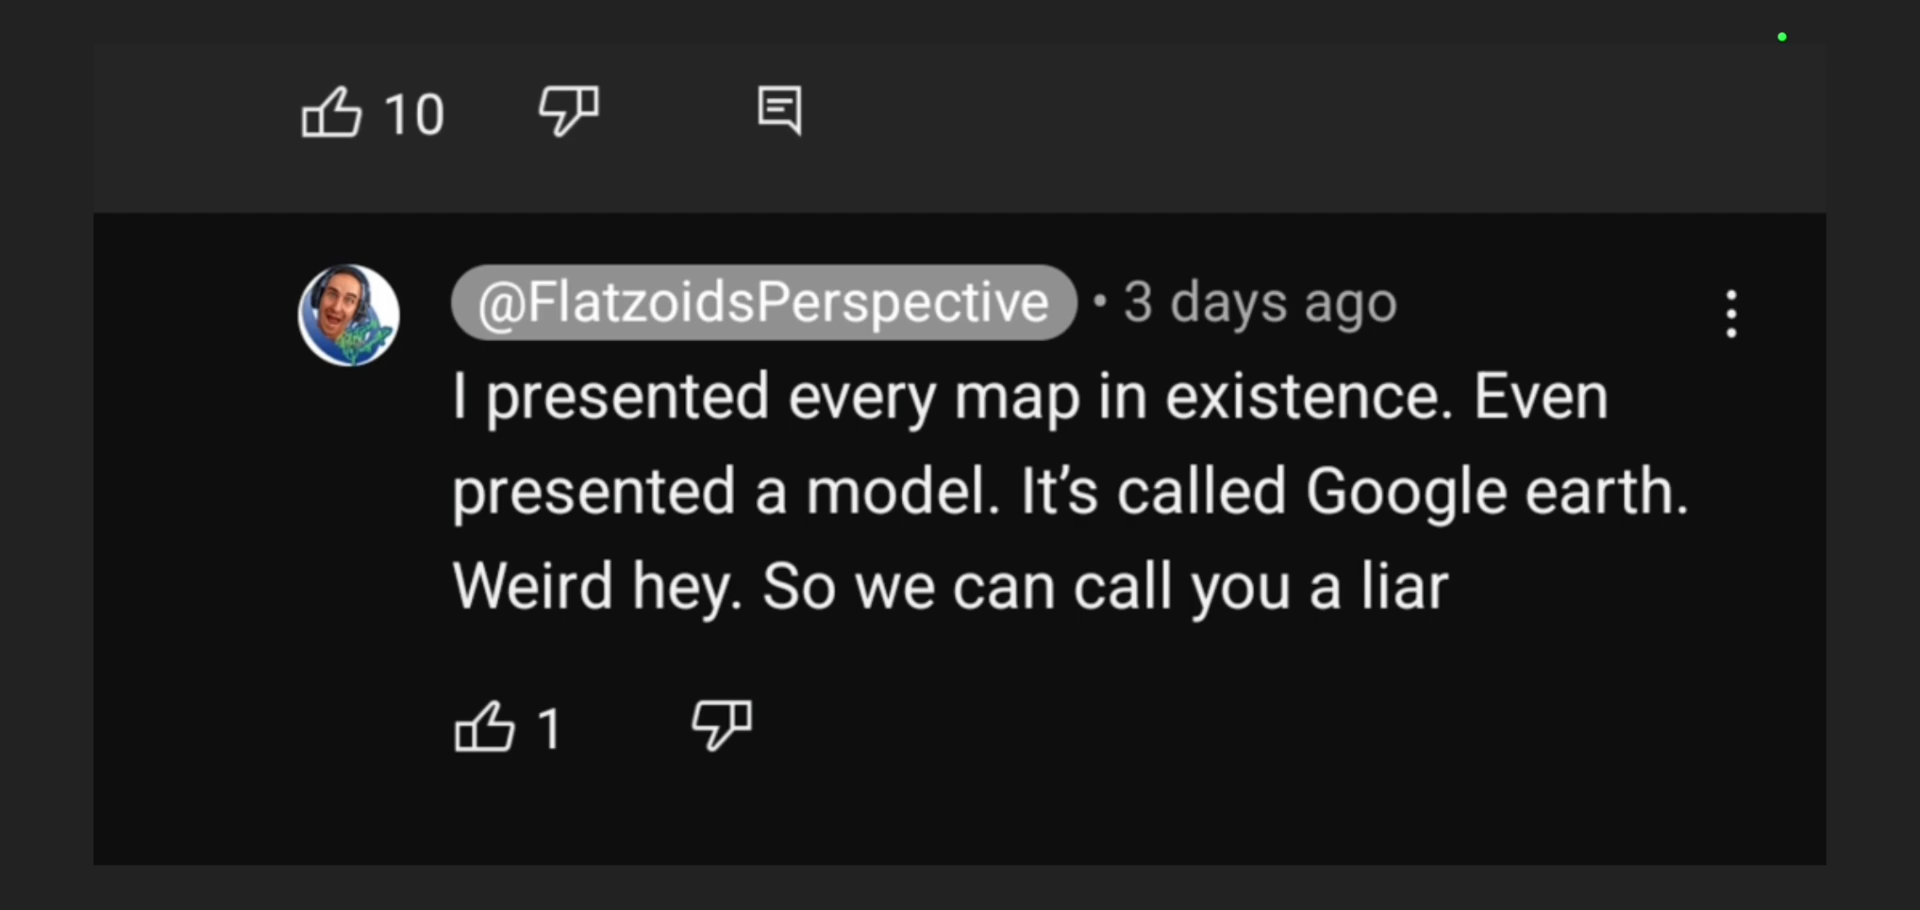 10
@FlatzoidsPerspective • 3 days ago
I presented every map in existence. Even
presented a model. It’s called Google earth.
Weird hey. So we can call you a liar
1